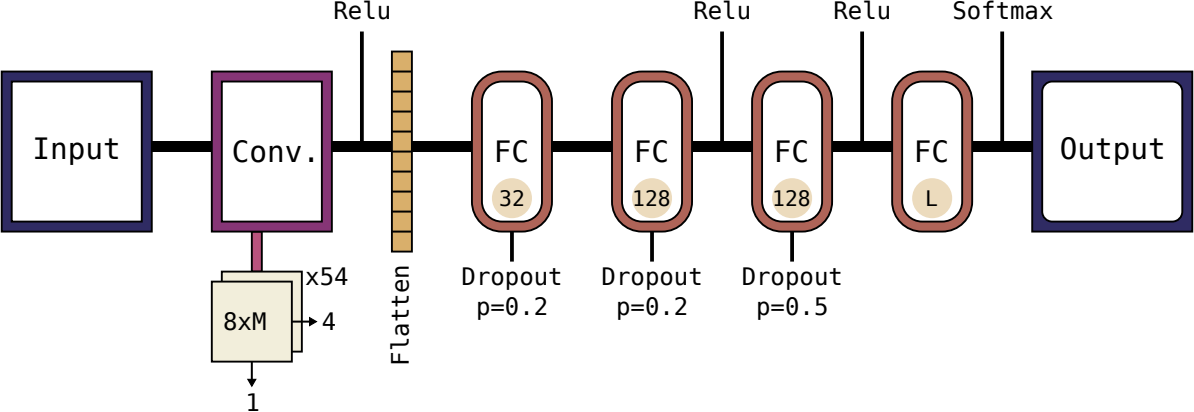 Relu
Relu
Relu
Softmax
Input
Conv.
FC
32
FC
128
FC
128
FC
L
Output
Dropout
p=0.2
Dropout
p=0.2
Dropout
p=0.5
Flatten
x54
8xM
4
1